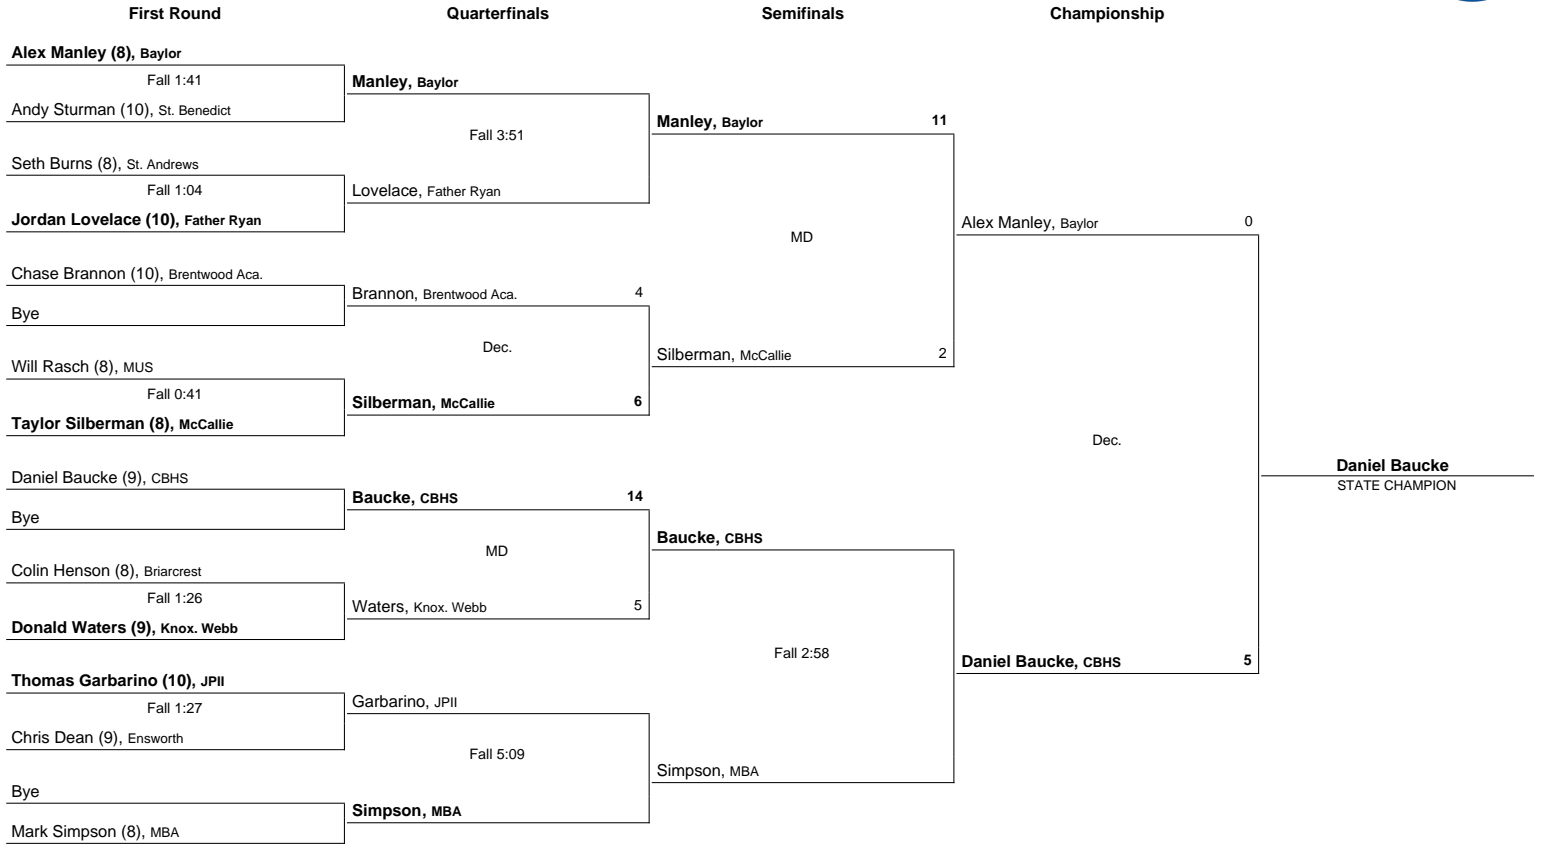 First Round Quarterfinals Semifinals Championship
Alex Manley (8), Baylor
Fall 1:41
Andy Sturman (10), St. Benedict
Seth Burns (8), St. Andrews
Fall 1:04
Jordan Lovelace (10), Father Ryan
Chase Brannon (10), Brentwood Aca.
Bye
Will Rasch (8), MUS
Fall 0:41
Taylor Silberman (8), McCallie
Daniel Baucke (9), CBHS
Bye
Colin Henson (8), Briarcrest
Fall 1:26
Donald Waters (9), Knox. Webb
Thomas Garbarino (10), JPII
Fall 1:27
Chris Dean (9), Ensworth
Bye
Mark Simpson (8), MBA
Manley, Baylor
Fall 3:51
Lovelace, Father Ryan
Brannon, Brentwood Aca. 4
Dec.
Silberman, McCallie 6
Baucke, CBHS 14
MD
Waters, Knox. Webb 5
Garbarino, JPII
Fall 5:09
Simpson, MBA
Manley, Baylor 11
MD
Silberman, McCallie 2
Baucke, CBHS
Fall 2:58
Simpson, MBA
Alex Manley, Baylor 0
Dec.
Daniel Baucke, CBHS 5
Daniel Baucke
STATE CHAMPION